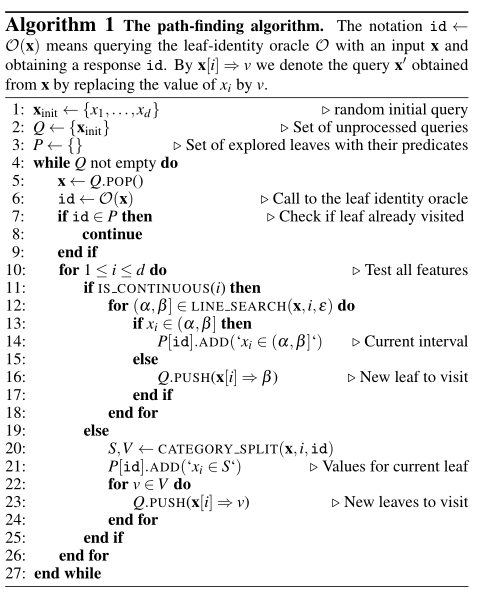 Algorithm 1 The path-finding algorithm. The notation id ←
𝒪(x) means querying the leaf-identity oracle 𝒪 with an input x and
obtaining a response id. By x[i] ⇒ v we denote the query x′ obtained
from x by replacing the value of xᵢ by v.
1: x_init ← {x₁,…,x_d} ▷ random initial query
2: Q ← {x_init} ▷ Set of unprocessed queries
3: P ← {} ▷ Set of explored leaves with their predicates
4: while Q not empty do
5: x ← Q.POP()
6: id ← 𝒪(x) ▷ Call to the leaf identity oracle
7: if id ∈ P then ▷ Check if leaf already visited
8: continue
9: end if
10: for 1 ≤ i ≤ d do ▷ Test all features
11: if IS_CONTINUOUS(i) then
12: for (α,β] ∈ LINE_SEARCH(x,i,ε) do
13: if xᵢ ∈ (α,β] then
14: P[id].ADD(‘xᵢ ∈ (α,β]‘) ▷ Current interval
15: else
16: Q.PUSH(x[i] ⇒ β) ▷ New leaf to visit
17: end if
18: end for
19: else
20: S,V ← CATEGORY_SPLIT(x,i,id)
21: P[id].ADD(‘xᵢ ∈ S‘) ▷ Values for current leaf
22: for v ∈ V do
23: Q.PUSH(x[i] ⇒ v) ▷ New leaves to visit
24: end for
25: end if
26: end for
27: end while